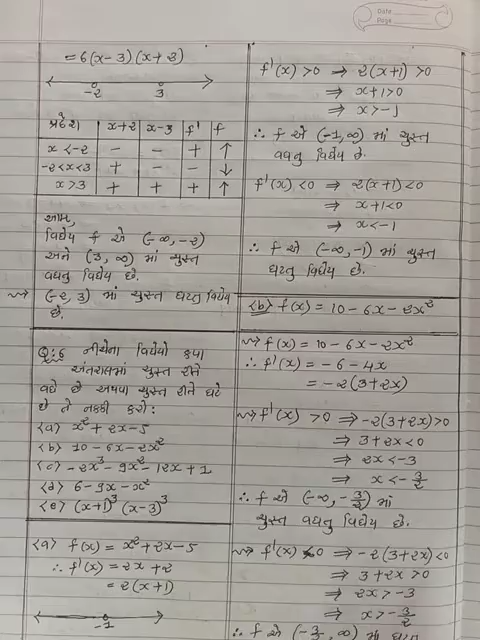 Date
Page
= 6(x-3)(x+2)
-2 3
પ્રદેશ x+2 x-3 f' f
x < -2 - - + ↑
-2<x<3 + - - ↓
x>3 + + + ↑
આમ,
વિધેય f એ (-∞, -2)
અને (3, ∞) માં ચુસ્ત
વધતુ વિધેય છે.
(-2, 3) માં ચુસ્ત ઘટતુ વિધેય
છે.
Q:6 નીચેના વિધેયો કયા
અંતરાલમાં ચુસ્ત રીતે
વધે છે અથવા ચુસ્ત રીતે ઘટે
છે તે નક્કી કરો:
(a) x²+2x-5
(b) 10-6x-2x²
(c) -2x³-9x²-12x+1
(d) 6-9x-x²
(e) (x+1)³ (x-3)³
(a) f(x) = x²+2x-5
∴ f'(x) = 2x+2
= 2(x+1)
-1
f'(x) >0 ⇒ 2(x+1) >0
⇒ x+1>0
⇒ x>-1
∴ f એ (-1, ∞) માં ચુસ્ત
વધતુ વિધેય છે.
f'(x) <0 ⇒ 2(x+1)<0
⇒ x+1<0
⇒ x<-1
∴ f એ (-∞, -1) માં ચુસ્ત
ઘટતુ વિધેય છે.
(b) f(x) = 10-6x-2x²
f(x) = 10-6x-2x²
∴ f'(x) = -6-4x
= -2(3+2x)
f'(x) >0 ⇒ -2(3+2x)>0
⇒ 3+2x<0
⇒ 2x<-3
⇒ x<-3/2
∴ f એ (-∞, -3/2) માં
ચુસ્ત વધતુ વિધેય છે.
f'(x) <0 ⇒ -2(3+2x)<0
⇒ 3+2x>0
⇒ 2x>-3
⇒ x>-3/2
∴ f એ (-3/2, ∞) માં ચુસ્ત